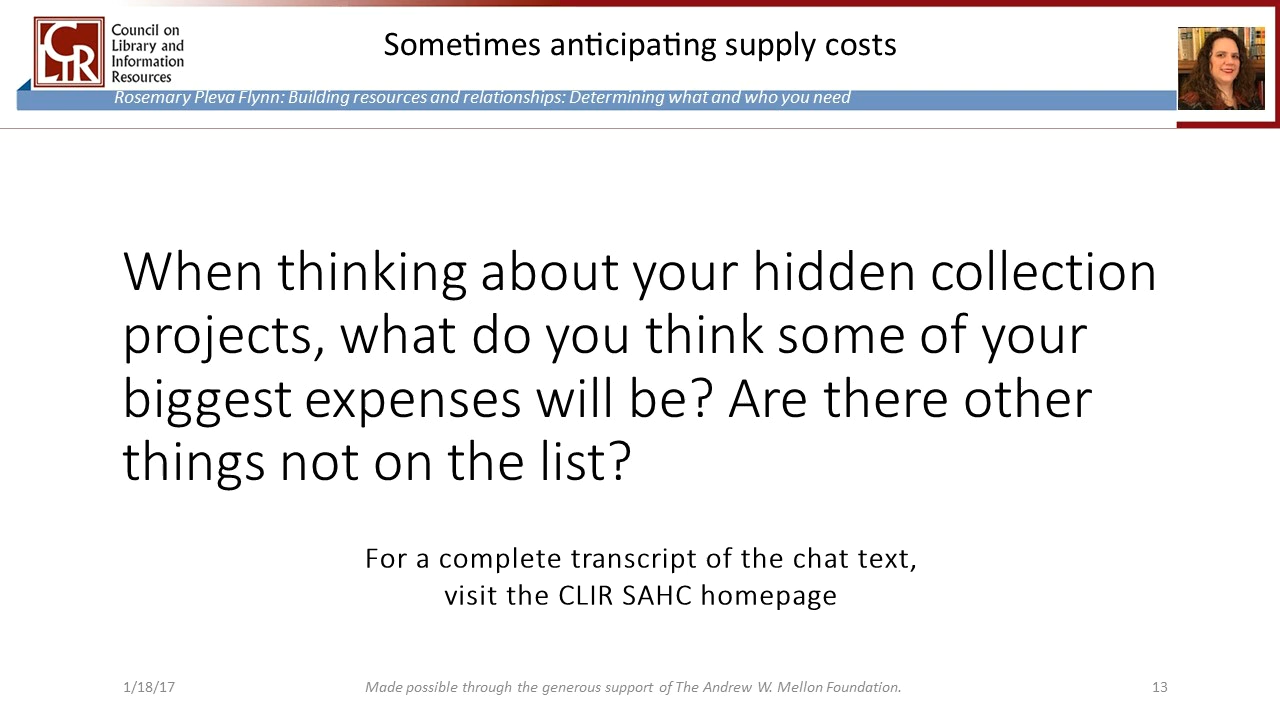 CLIR
Council on
Library and
Information
Resources
Sometimes anticipating supply costs
Rosemary Pleva Flynn: Building resources and relationships: Determining what and who you need
When thinking about your hidden collection
projects, what do you think some of your
biggest expenses will be? Are there other
things not on the list?
For a complete transcript of the chat text,
visit the CLIR SAHC homepage
1/18/17
Made possible through the generous support of The Andrew W. Mellon Foundation.
13